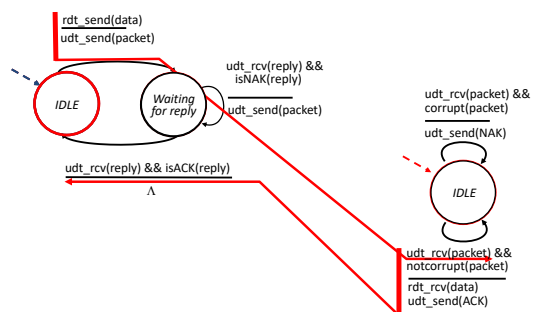 rdt_send(data)
udt_send(packet)
IDLE
Waiting
for reply
udt_rcv(reply) &&
isNAK(reply)
udt_send(packet)
udt_rcv(reply) && isACK(reply)
Λ
udt_rcv(packet) &&
corrupt(packet)
udt_send(NAK)
IDLE
udt_rcv(packet) &&
notcorrupt(packet)
rdt_rcv(data)
udt_send(ACK)